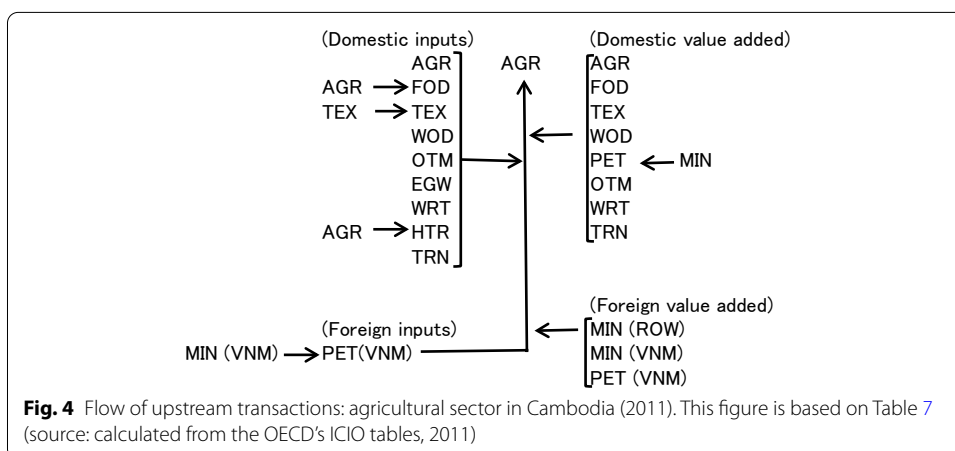 (Domestic inputs) (Domestic value added)
AGR AGR AGR
AGR FOD FOD
TEX TEX TEX
WOD WOD
OTM PET MIN
EGW OTM
WRT WRT
AGR HTR TRN
TRN
(Foreign value added)
(Foreign inputs) MIN (ROW)
MIN (VNM) PET(VNM) MIN (VNM)
PET (VNM)
Fig. 4 Flow of upstream transactions: agricultural sector in Cambodia (2011). This figure is based on Table 7
(source: calculated from the OECD's ICIO tables, 2011)